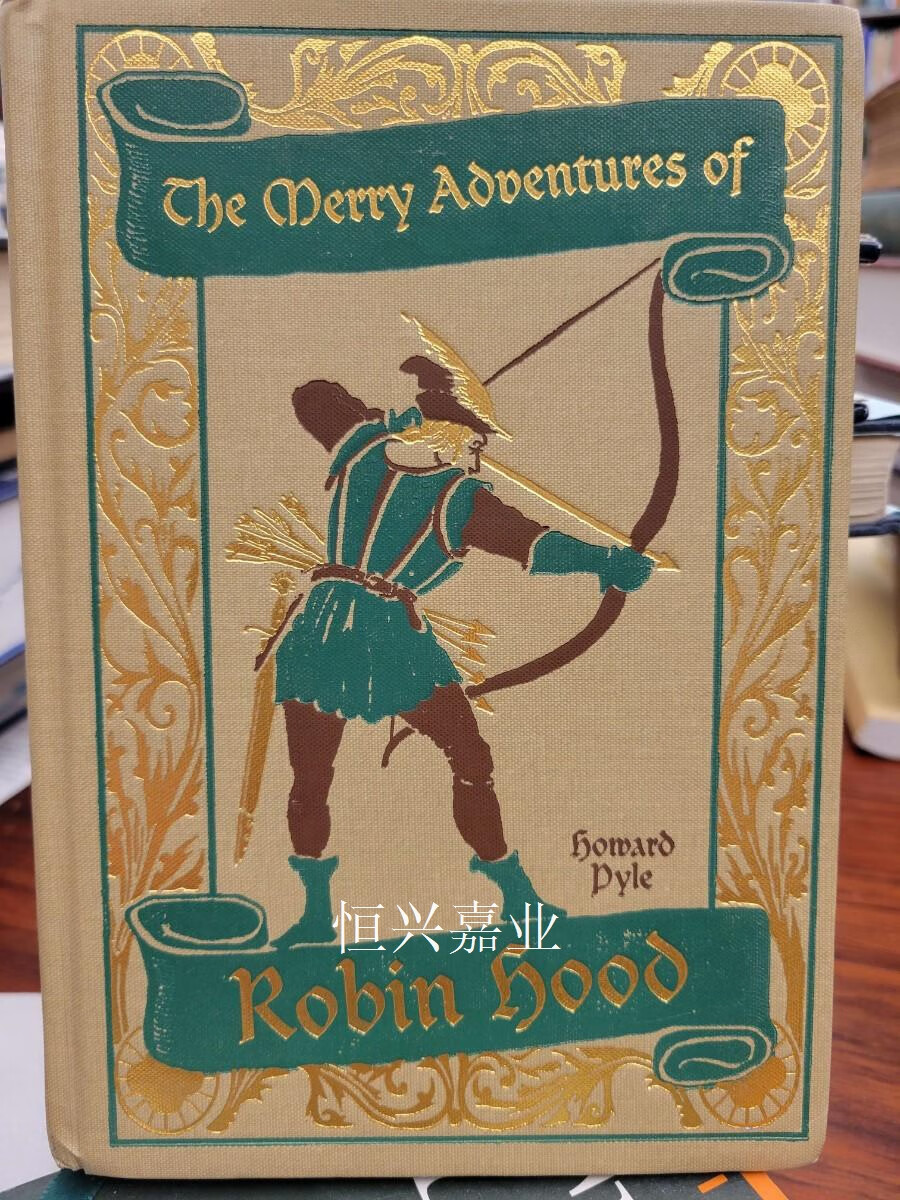 The Merry Adventures of
Howard
Pyle
恒兴嘉业
Robin Hood